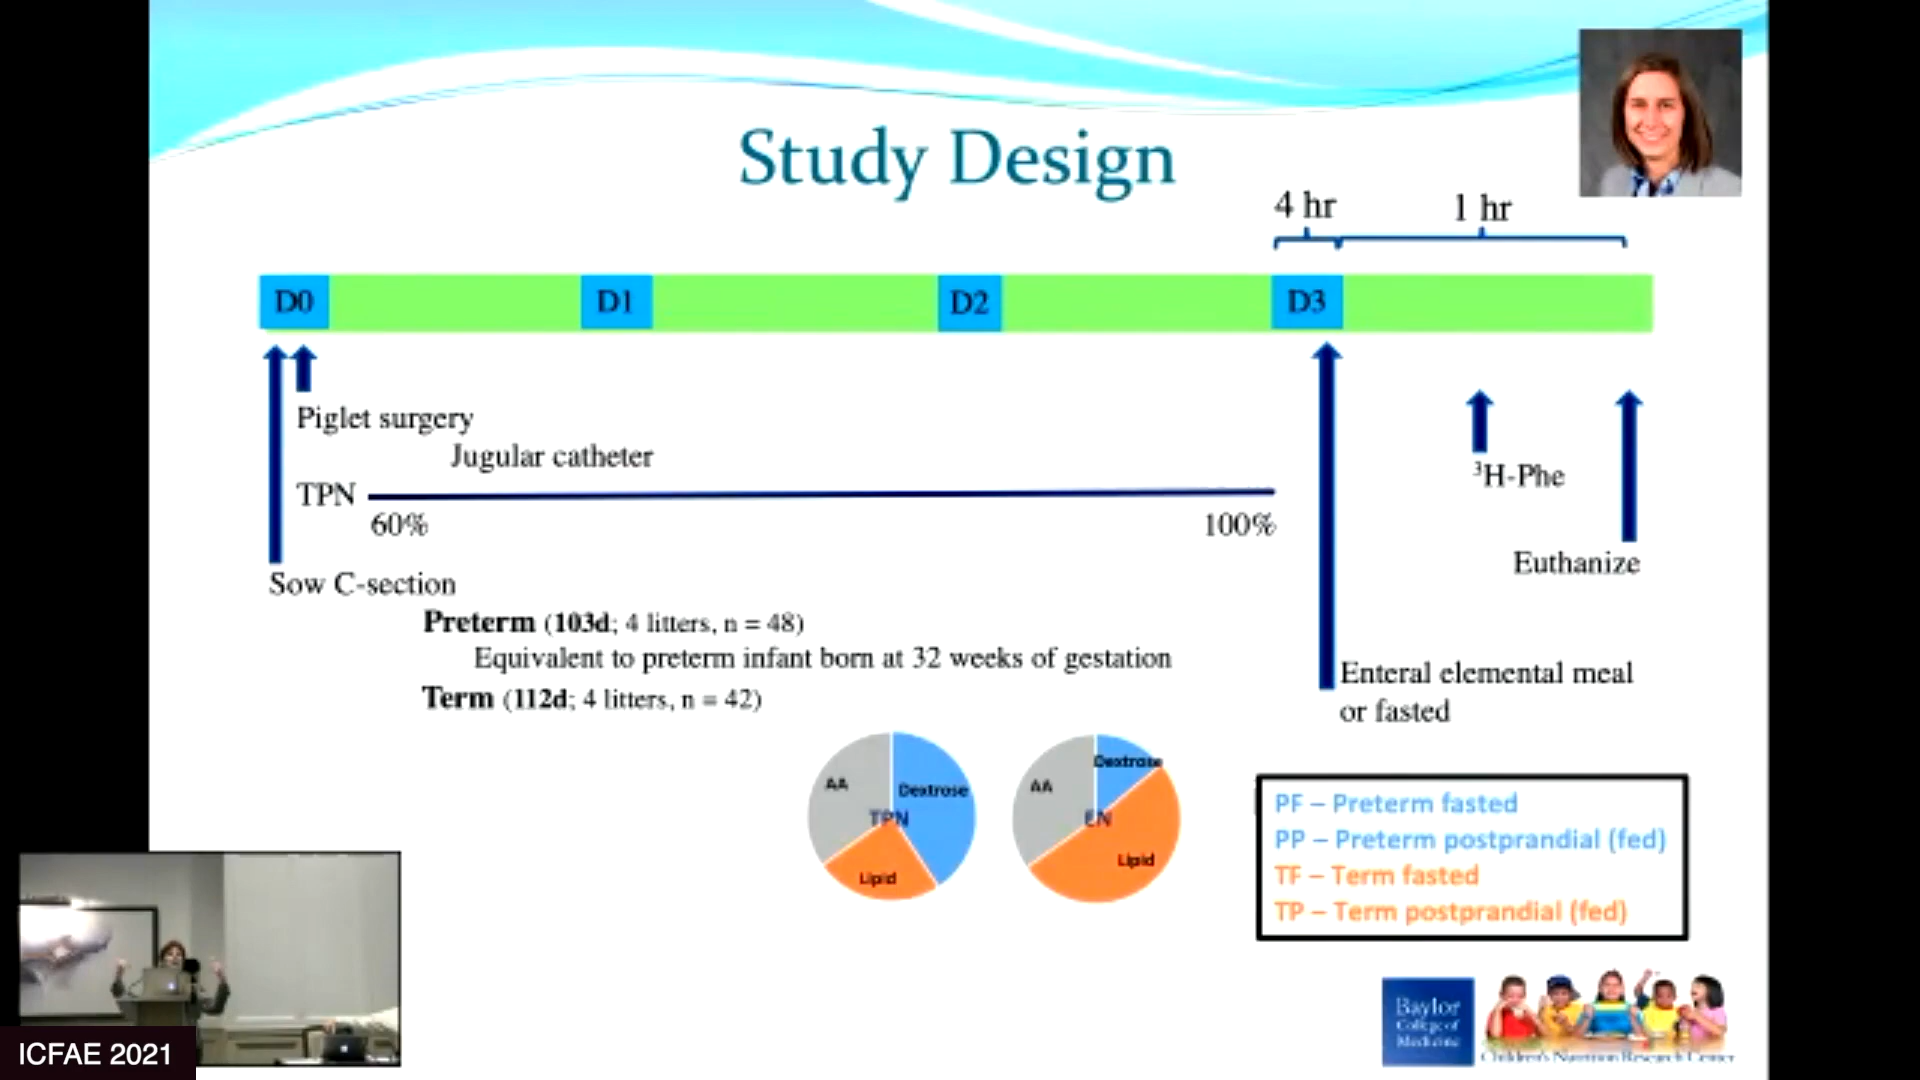 Study Design
4 hr
1 hr
D0
D1
D2
D3
Piglet surgery
Jugular catheter
TPN
60%
100%
Sow C-section
³H-Phe
Euthanize
Preterm (103d; 4 litters, n = 48)
Equivalent to preterm infant born at 32 weeks of gestation
Term (112d; 4 litters, n = 42)
Enteral elemental meal
or fasted
AA
Dextrose
TPN
Lipid
AA
Dextrose
EN
Lipid
PF – Preterm fasted
PP – Preterm postprandial (fed)
TF – Term fasted
TP – Term postprandial (fed)
Baylor
College of
Medicine
Children's Nutrition Research Center
ICFAE 2021